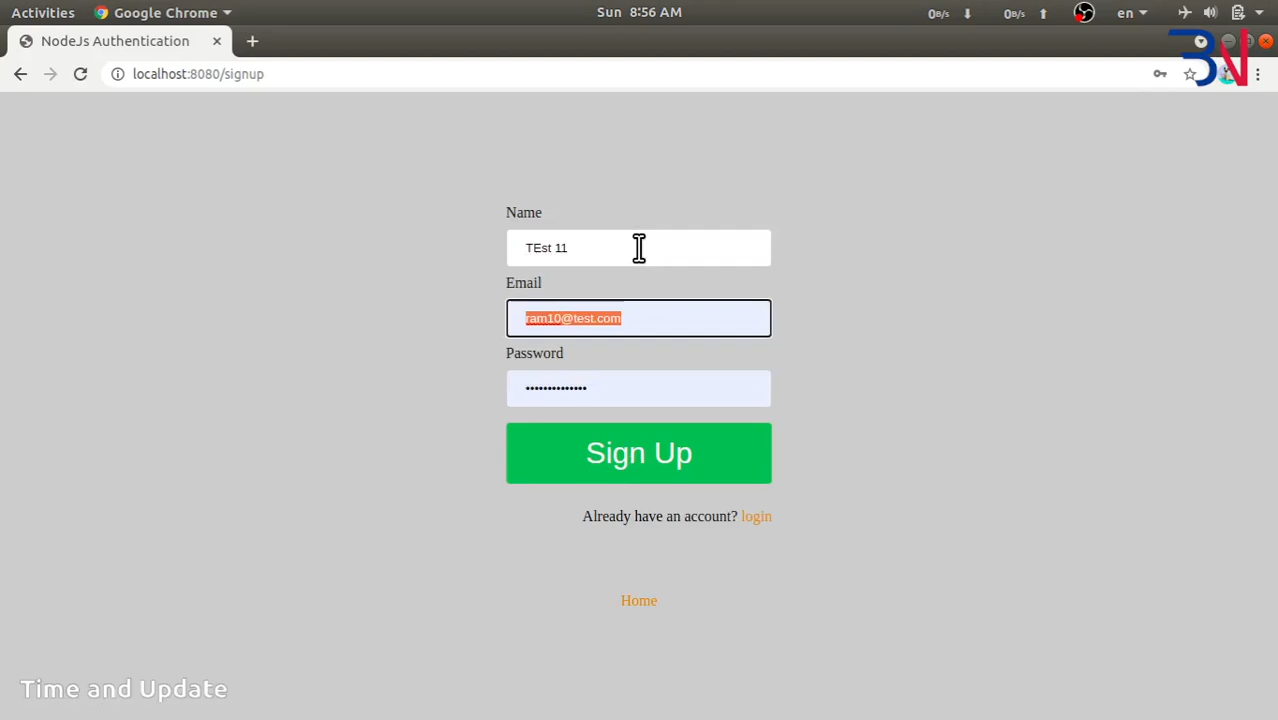 Activities Google Chrome Sun 8:56 AM 0B/s 0B/s en
NodeJs Authentication
localhost:8080/signup
BN
Name
TEst 11
Email
ram10@test.com
Password
••••••••••••••
Sign Up
Already have an account? login
Home
Time and Update